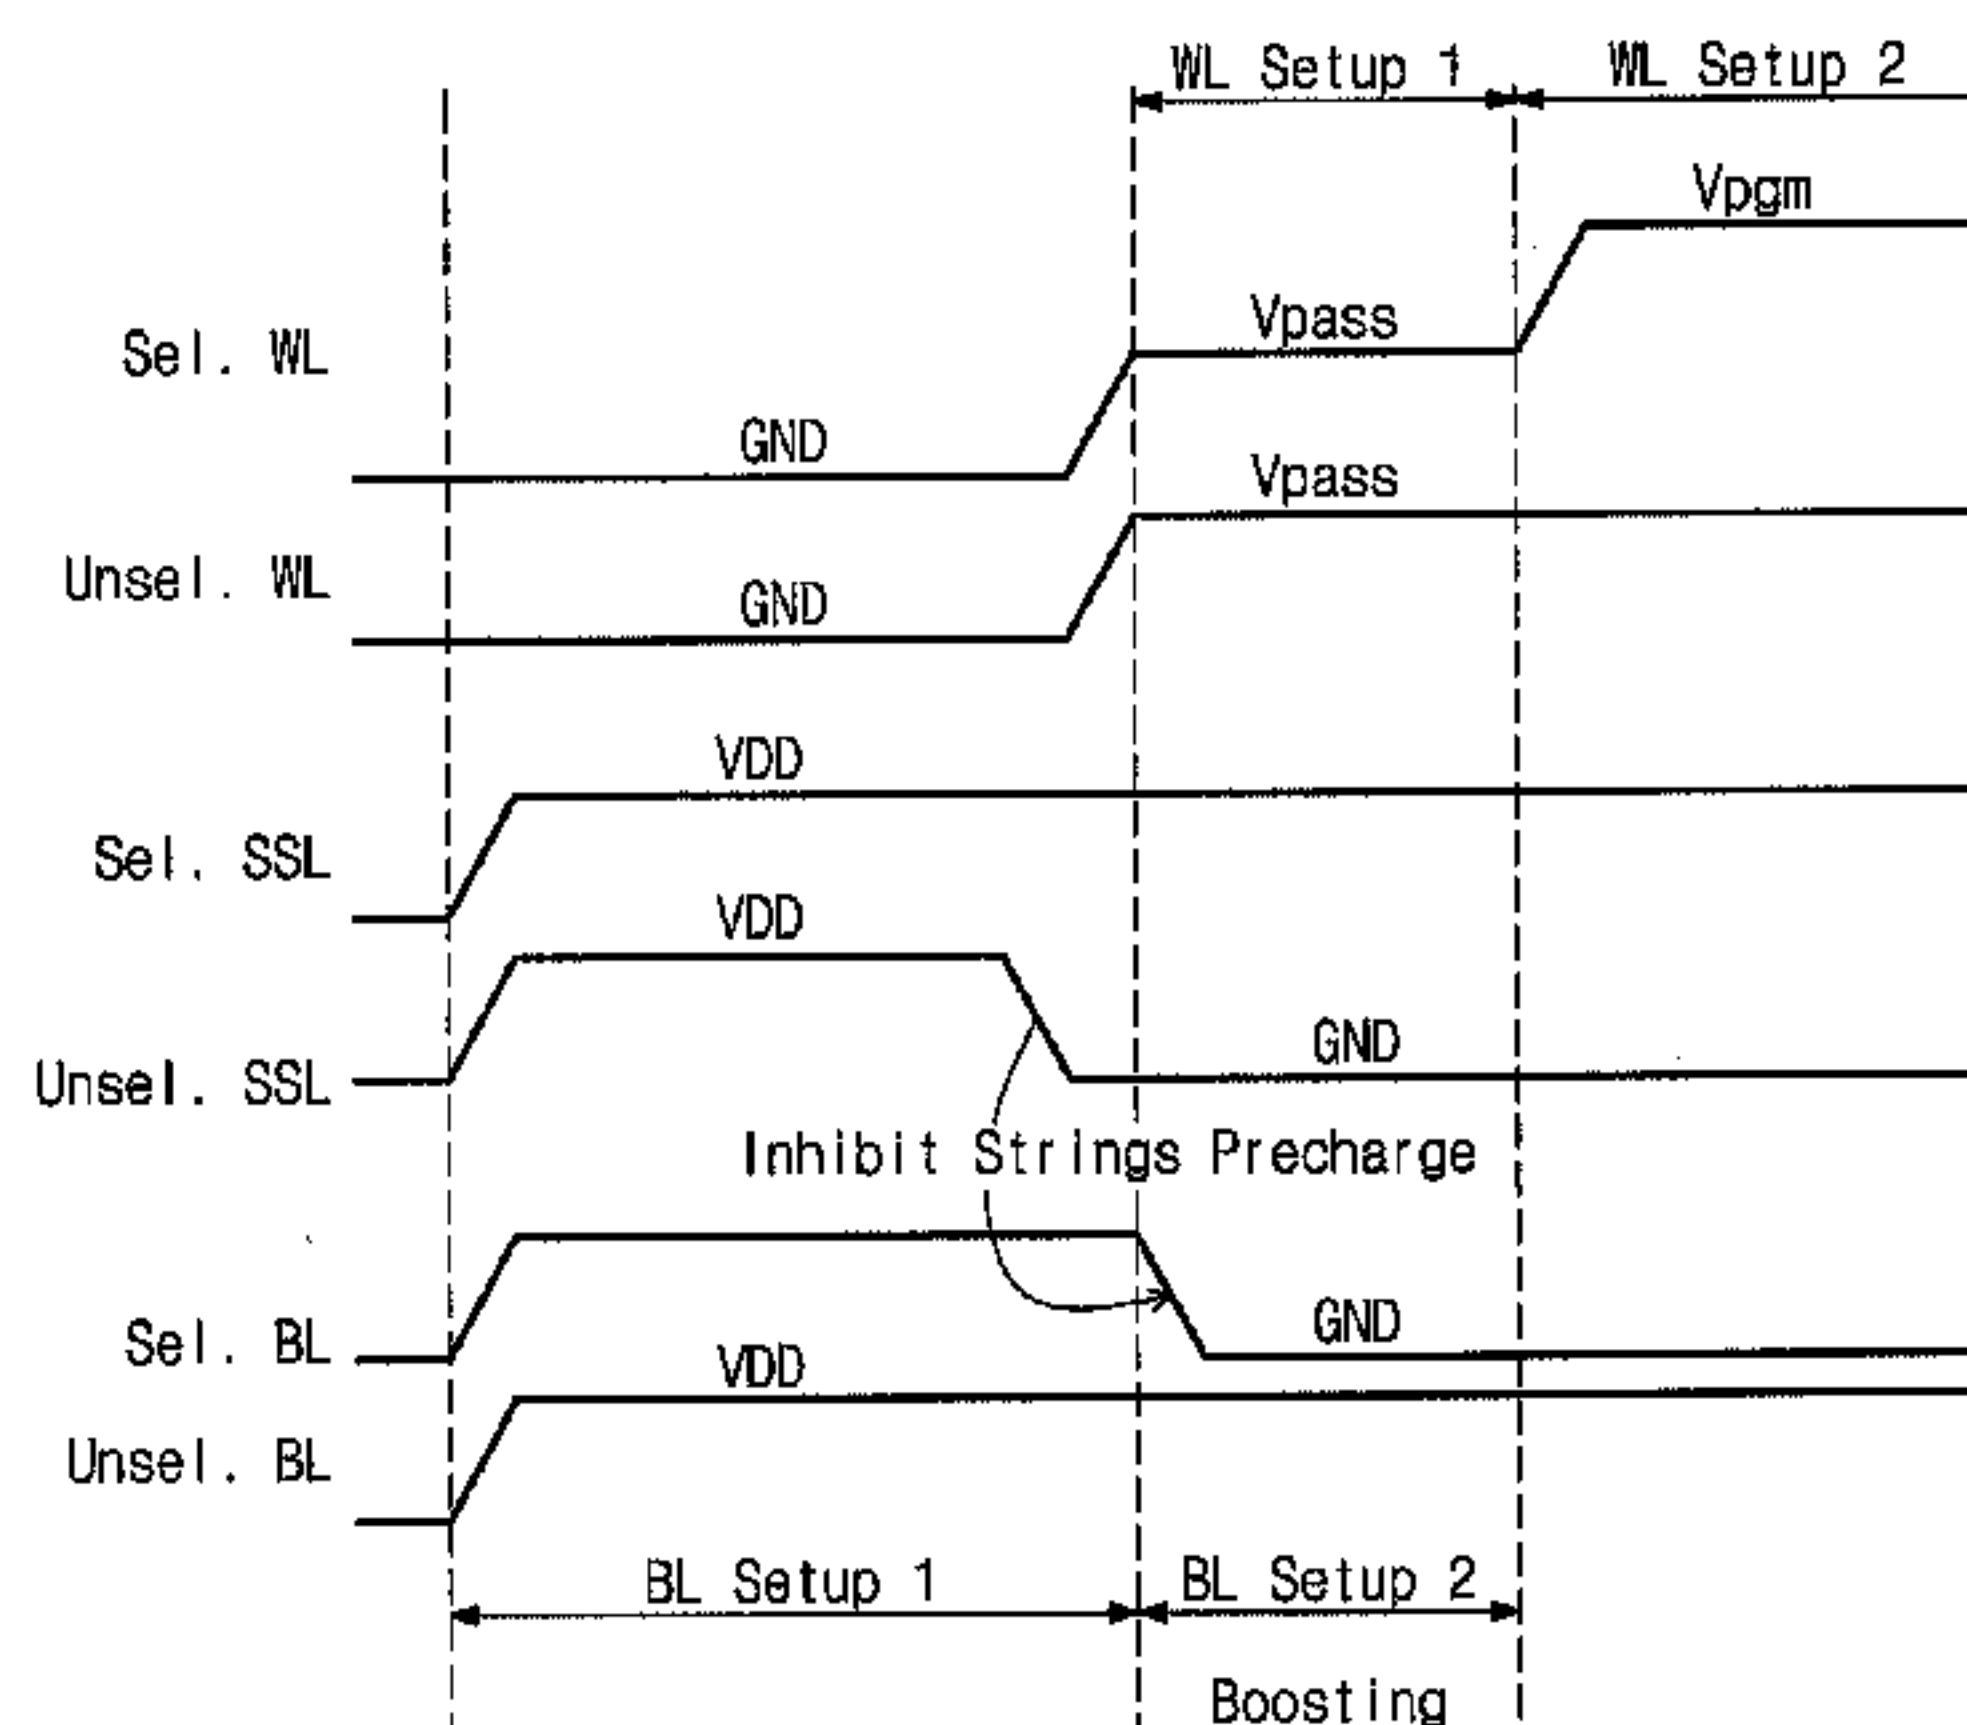 WL Setup 1
WL Setup 2
Vpgm
Vpass
Sel. WL
GND
Vpass
Unsel. WL
GND
VDD
Sel. SSL
VDD
GND
Unsel. SSL
Inhibit Strings Precharge
GND
Sel. BL
VDD
Unsel. BL
BL Setup 1
BL Setup 2
Boosting